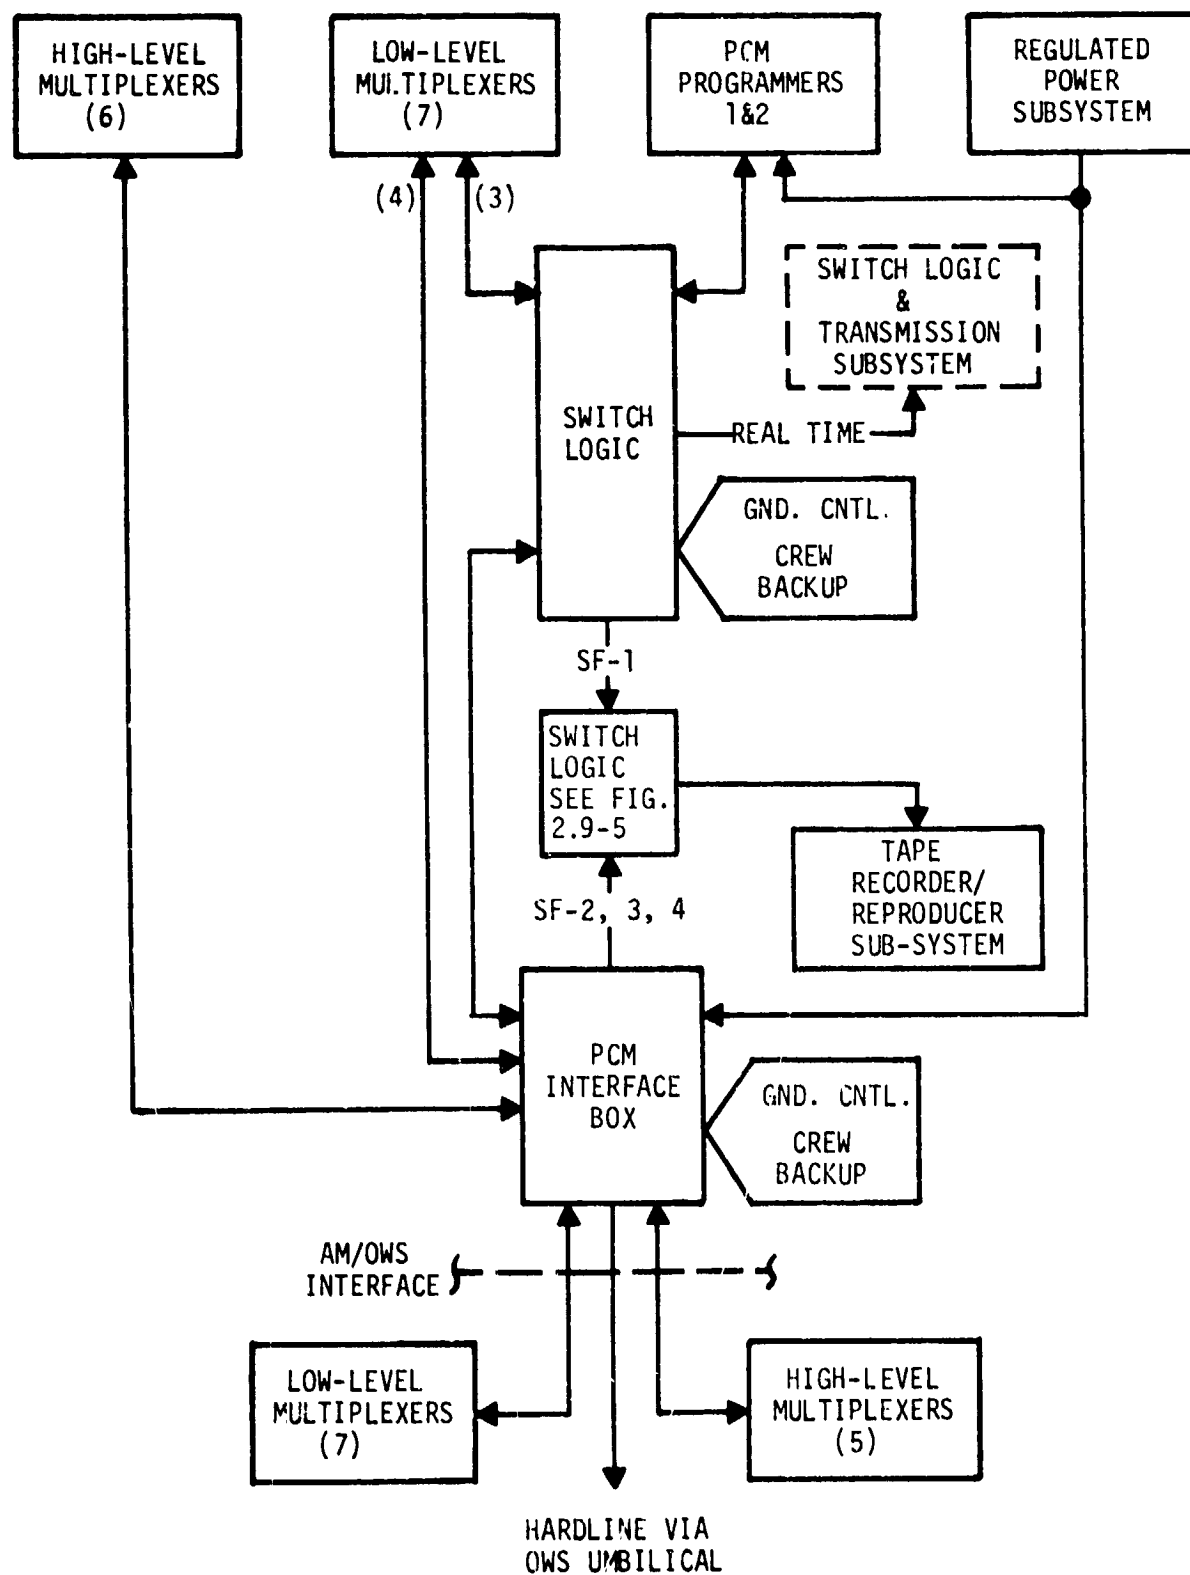 HIGH-LEVEL
MULTIPLEXERS
(6)
LOW-LEVEL
MULTIPLEXERS
(7)
PCM
PROGRAMMERS
1&2
REGULATED
POWER
SUBSYSTEM
(4)
(3)
SWITCH LOGIC
&
TRANSMISSION
SUBSYSTEM
SWITCH
LOGIC
REAL TIME
GND. CNTL.
CREW
BACKUP
SF-1
SWITCH
LOGIC
SEE FIG.
2.9-5
TAPE
RECORDER/
REPRODUCER
SUB-SYSTEM
SF-2, 3, 4
PCM
INTERFACE
BOX
GND. CNTL.
CREW
BACKUP
AM/OWS
INTERFACE
LOW-LEVEL
MULTIPLEXERS
(7)
HIGH-LEVEL
MULTIPLEXERS
(5)
HARDLINE VIA
OWS UMBILICAL